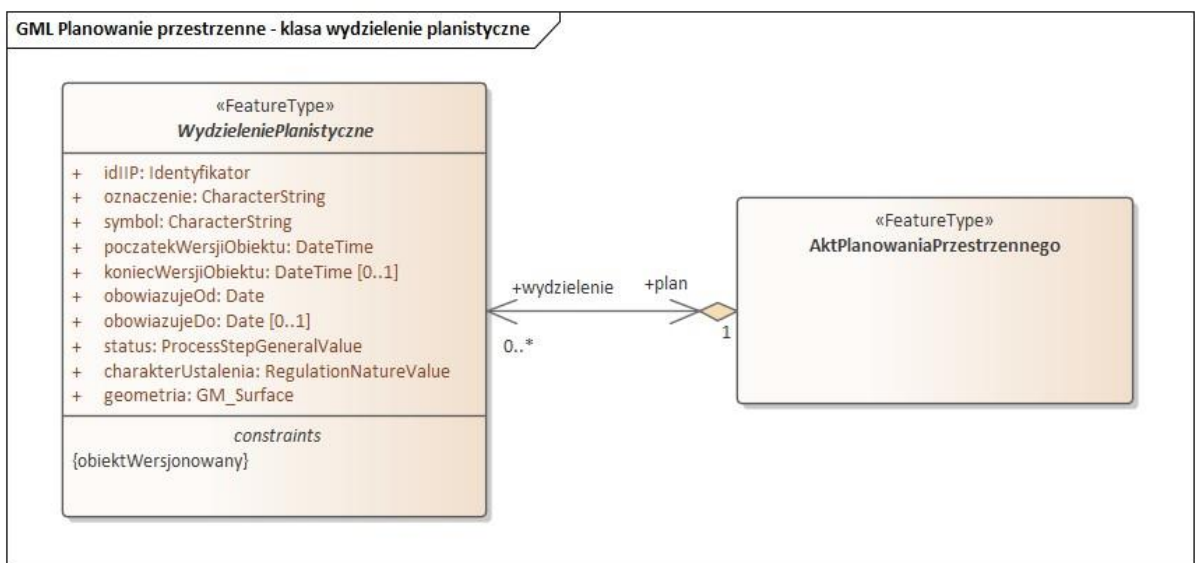 GML Planowanie przestrzenne - klasa wydzielenie planistyczne
«FeatureType»
WydzieleniePlanistyczne
+ idIIP: Identyfikator
+ oznaczenie: CharacterString
+ symbol: CharacterString
+ poczatekWersjiObiektu: DateTime
+ koniecWersjiObiektu: DateTime [0..1]
+ obowiazujeOd: Date
+ obowiazujeDo: Date [0..1]
+ status: ProcessStepGeneralValue
+ charakterUstalenia: RegulationNatureValue
+ geometria: GM_Surface
constraints
{obiektWersjonowany}
+wydzielenie +plan
0..* 1
«FeatureType»
AktPlanowaniaPrzestrzennego